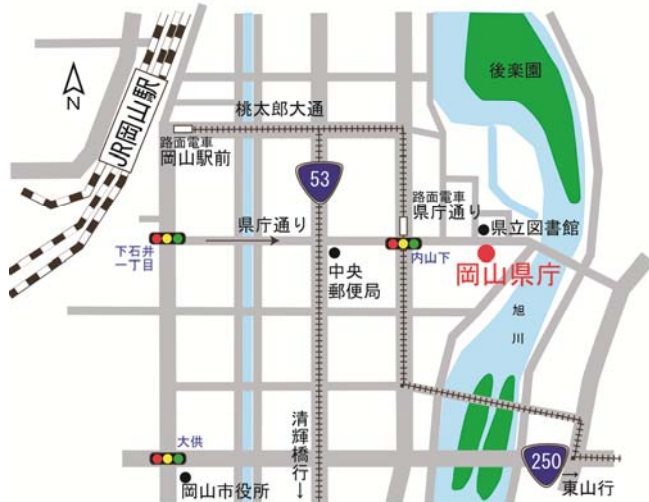 後楽園
N
JR岡山駅
桃太郎大通
路面電車
岡山駅前
53
路面電車
県庁通り
県庁通り
県立図書館
下石井
一丁目
内山下
中央
郵便局
岡山県庁
旭川
大供
清輝橋行↓
250
→
東山行
岡山市役所